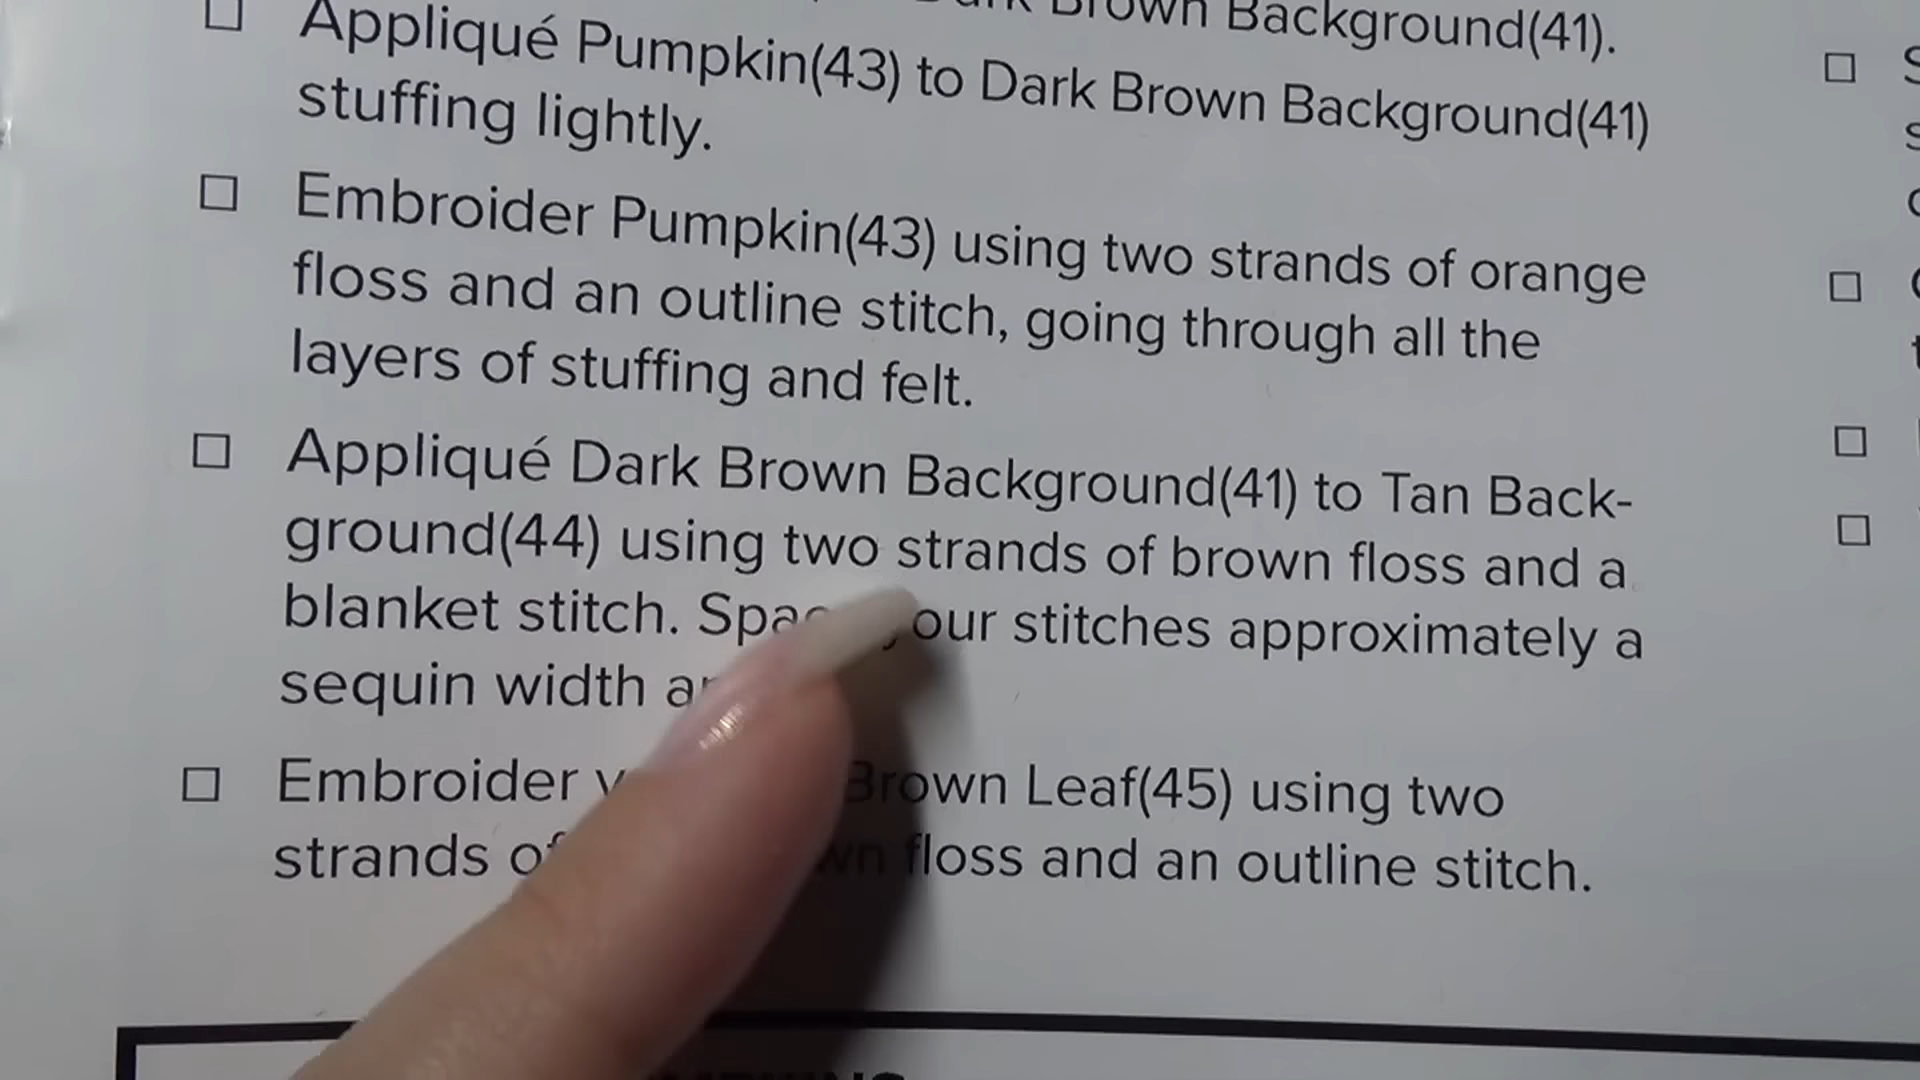 Brown Background(41).
Appliqué Pumpkin(43) to Dark Brown Background(41)
stuffing lightly.
Embroider Pumpkin(43) using two strands of orange
floss and an outline stitch, going through all the
layers of stuffing and felt.
Appliqué Dark Brown Background(41) to Tan Back-
ground(44) using two strands of brown floss and a
blanket stitch. stitches approximately a
sequin width
Embroider Brown Leaf(45) using two
strands floss and an outline stitch.